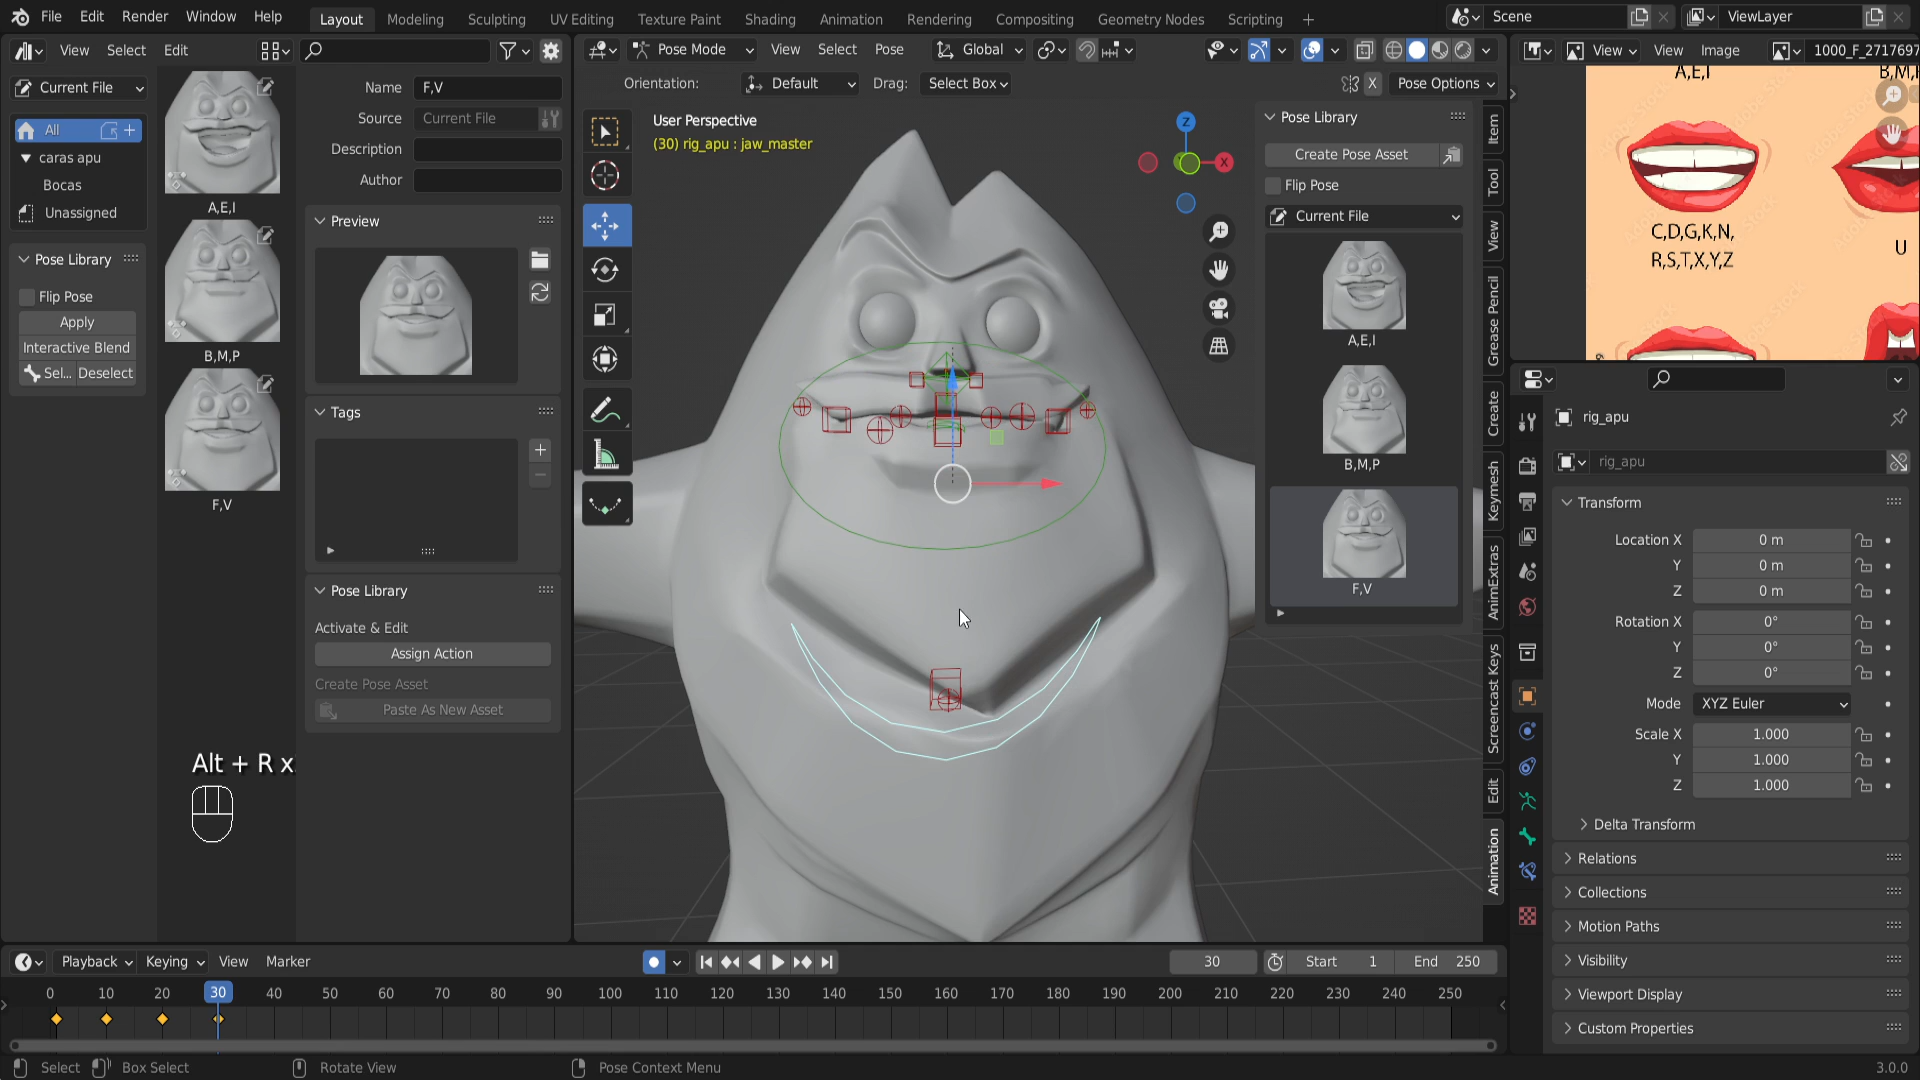 File Edit Render Window Help
Layout Modeling Sculpting UV Editing Texture Paint Shading Animation Rendering Compositing Geometry Nodes Scripting +
Scene
ViewLayer
View Select Edit
Pose Mode View Select Pose Global
View View Image 1000_F_2717697
Orientation: Default Drag: Select Box X Pose Options
Current File
All
caras apu
Bocas
Unassigned
Pose Library
Flip Pose
Apply
Interactive Blend
Sel... Deselect
A,E,I
B,M,P
F,V
Name F,V
Source Current File
Description
Author
Preview
Tags
Pose Library
Activate & Edit
Assign Action
Create Pose Asset
Paste As New Asset
Alt + R x
User Perspective
(30) rig_apu : jaw_master
Z
X
Pose Library
Create Pose Asset
Flip Pose
Current File
A,E,I
B,M,P
F,V
Item
Tool
View
Grease Pencil
Create
Keymesh
AnimExtras
Screencast Keys
Edit
Animation
A,E,I
C,D,G,K,N,
R,S,T,X,Y,Z
U
rig_apu
rig_apu
Transform
Location X 0 m
Y 0 m
Z 0 m
Rotation X 0°
Y 0°
Z 0°
Mode XYZ Euler
Scale X 1.000
Y 1.000
Z 1.000
Delta Transform
Relations
Collections
Motion Paths
Visibility
Viewport Display
Custom Properties
Playback Keying View Marker
30 Start 1 End 250
0 10 20 30 40 50 60 70 80 90 100 110 120 130 140 150 160 170 180 190 200 210 220 230 240 250
Select Box Select Rotate View Pose Context Menu 3.0.0